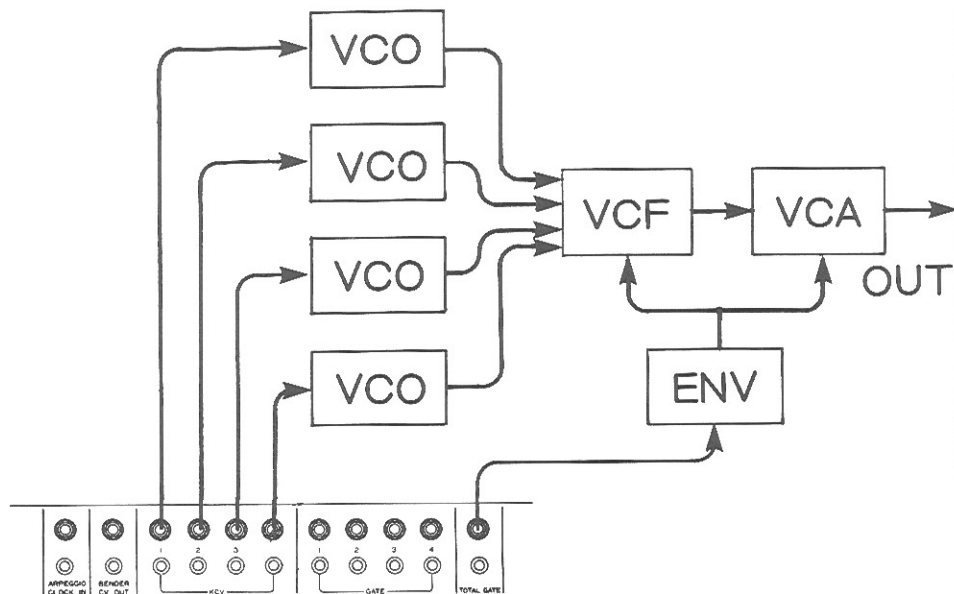 VCO
VCO
VCO
VCO
VCF
VCA
OUT
ENV
1 2 3
1 2 3 4
ARPEGGIO CLOCK IN
BENDER CV OUT
KCV
GATE
TOTAL GATE